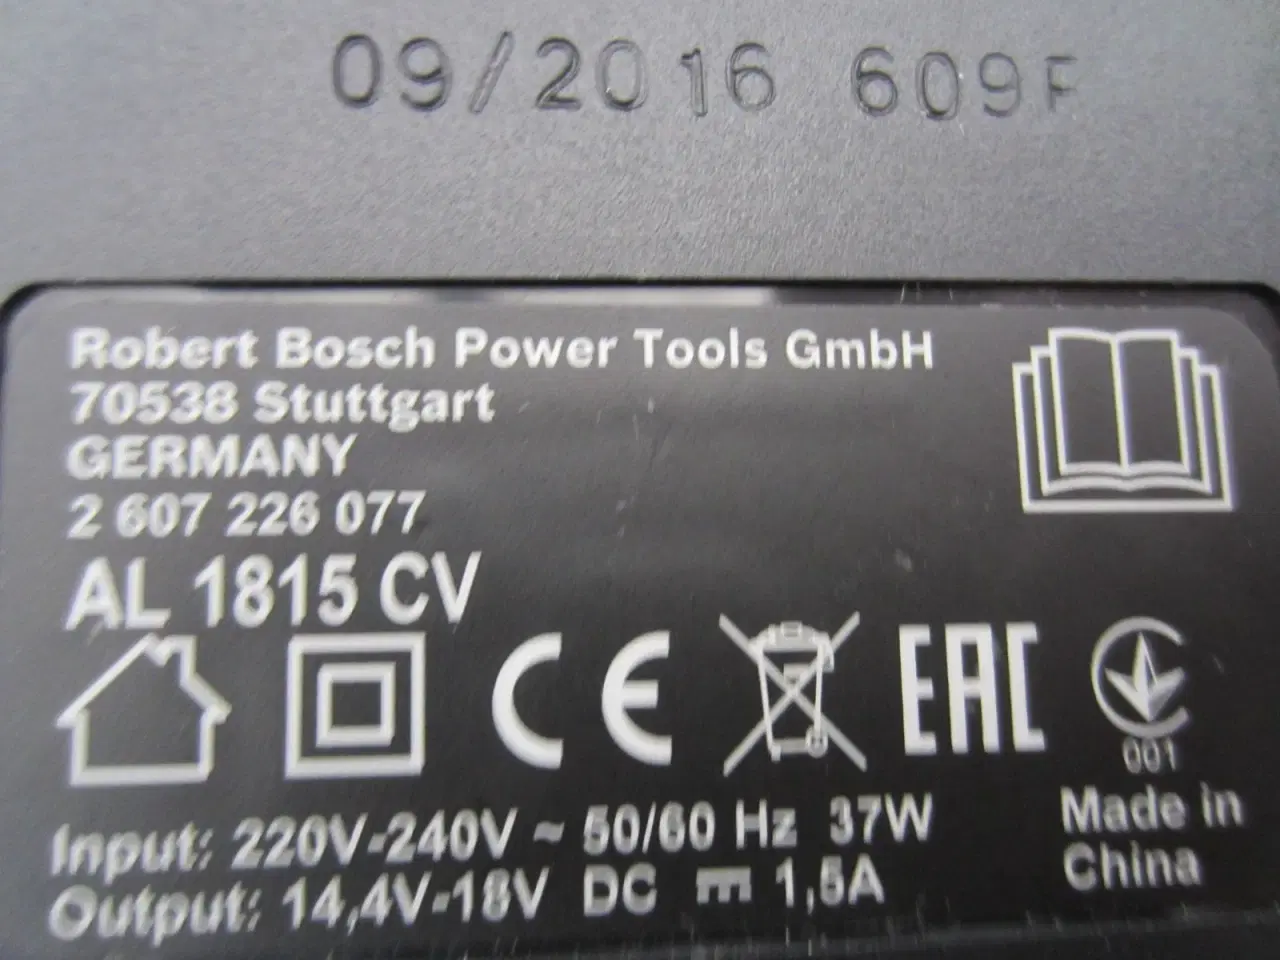 09/2016 609F
Robert Bosch Power Tools GmbH
70538 Stuttgart
GERMANY
2 607 226 077
AL 1815 CV
CE EAC
001
Input: 220V-240V ~ 50/60 Hz 37W
Output: 14,4V-18V DC ⎓ 1,5A
Made in
China